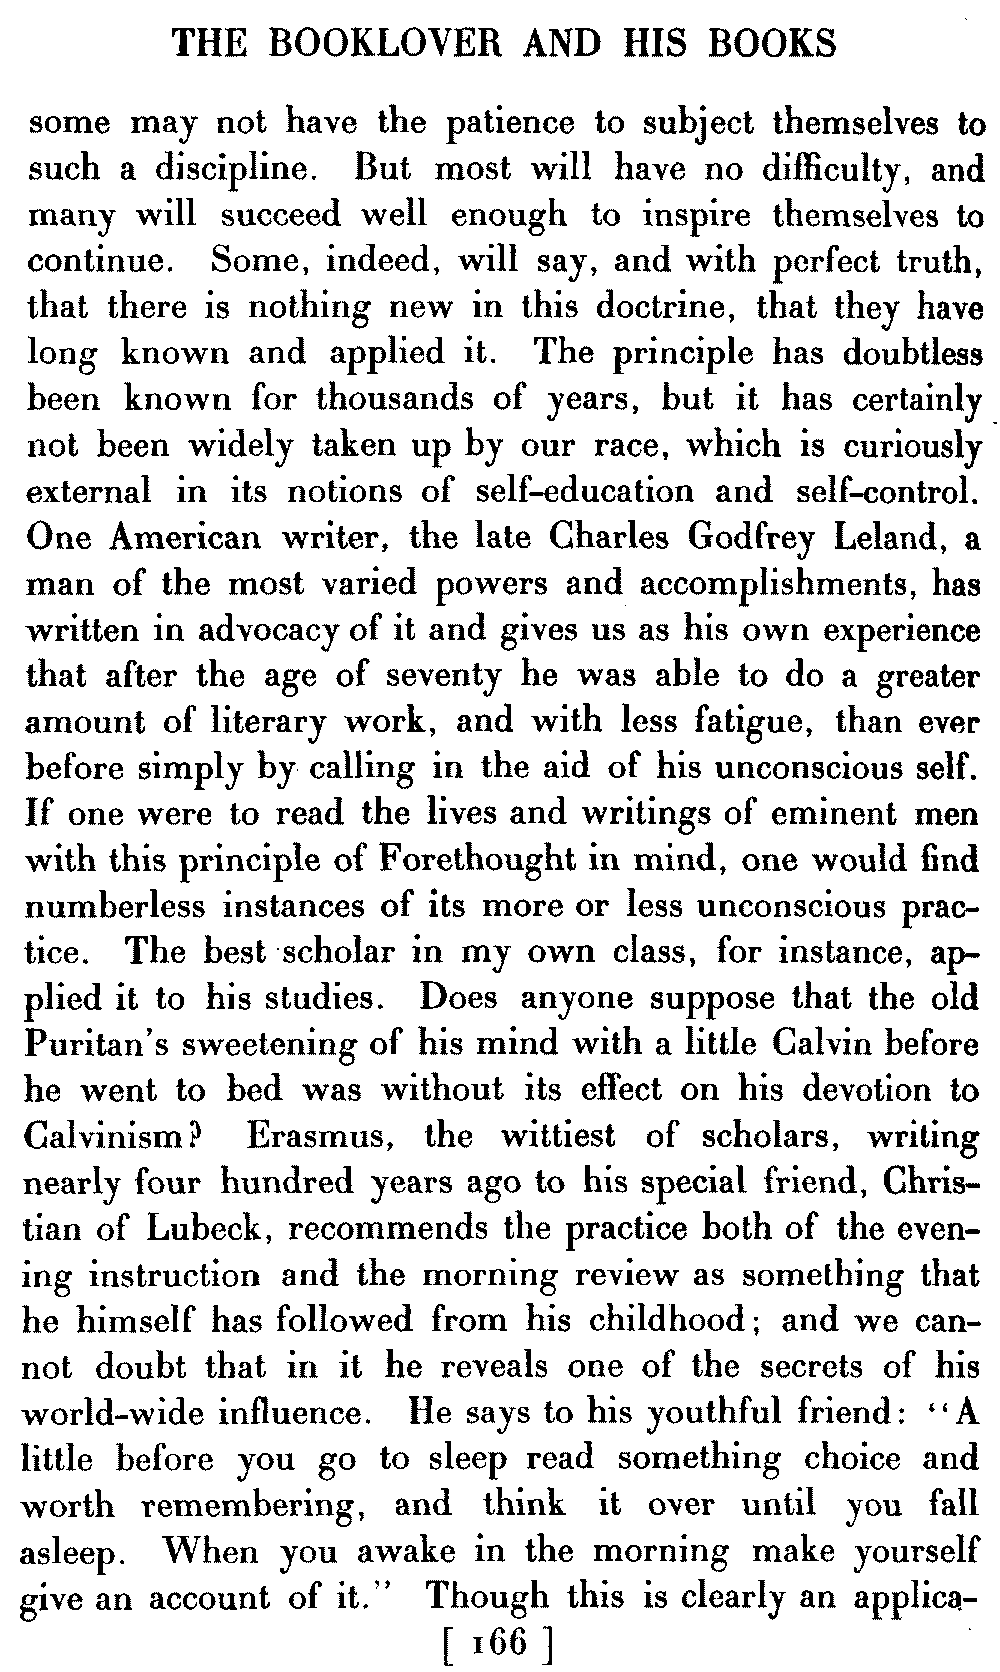 THE BOOKLOVER AND HIS BOOKS
some may not have the patience to subject themselves to
such a discipline. But most will have no difficulty, and
many will succeed well enough to inspire themselves to
continue. Some, indeed, will say, and with perfect truth,
that there is nothing new in this doctrine, that they have
long known and applied it. The principle has doubtless
been known for thousands of years, but it has certainly
not been widely taken up by our race, which is curiously
external in its notions of self-education and self-control.
One American writer, the late Charles Godfrey Leland, a
man of the most varied powers and accomplishments, has
written in advocacy of it and gives us as his own experience
that after the age of seventy he was able to do a greater
amount of literary work, and with less fatigue, than ever
before simply by calling in the aid of his unconscious self.
If one were to read the lives and writings of eminent men
with this principle of Forethought in mind, one would find
numberless instances of its more or less unconscious prac-
tice. The best scholar in my own class, for instance, ap-
plied it to his studies. Does anyone suppose that the old
Puritan's sweetening of his mind with a little Calvin before
he went to bed was without its effect on his devotion to
Calvinism? Erasmus, the wittiest of scholars, writing
nearly four hundred years ago to his special friend, Chris-
tian of Lubeck, recommends the practice both of the even-
ing instruction and the morning review as something that
he himself has followed from his childhood; and we can-
not doubt that in it he reveals one of the secrets of his
world-wide influence. He says to his youthful friend: "A
little before you go to sleep read something choice and
worth remembering, and think it over until you fall
asleep. When you awake in the morning make yourself
give an account of it." Though this is clearly an applica-
[ 166 ]